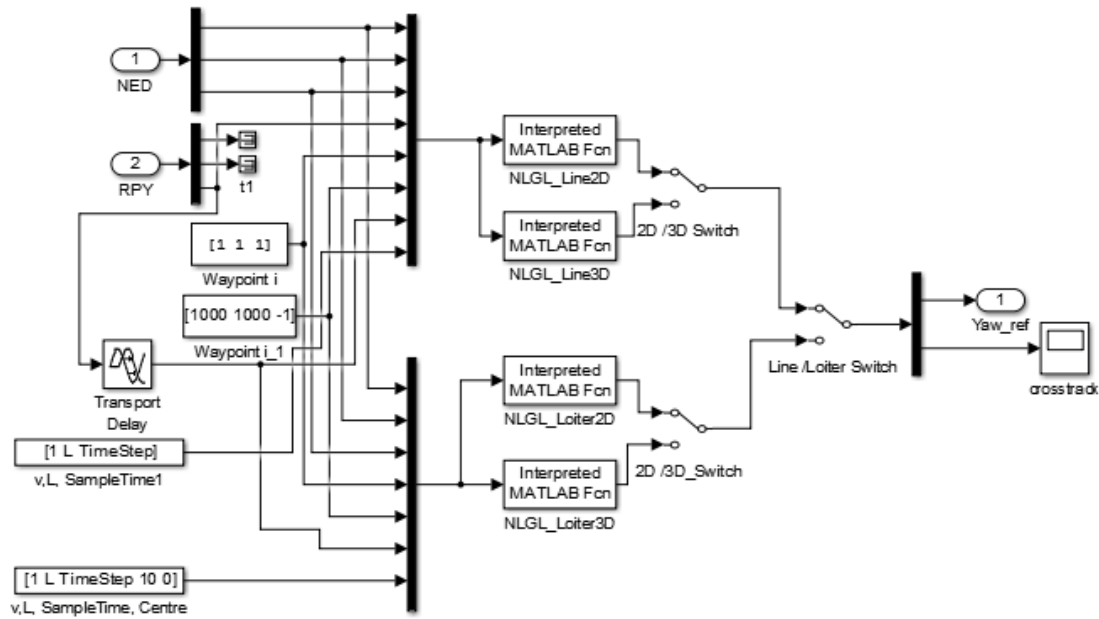 1
NED
2
RPY
t1
[1 1 1]
Waypoint i
[1000 1000 -1]
Waypoint i_1
Transport
Delay
[1 L TimeStep]
v,L, SampleTime1
[1 L TimeStep 10 0]
v,L, SampleTime, Centre
Interpreted
MATLAB Fcn
NLGL_Line2D
Interpreted
MATLAB Fcn
NLGL_Line3D
2D /3D Switch
Interpreted
MATLAB Fcn
NLGL_Loiter2D
Interpreted
MATLAB Fcn
NLGL_Loiter3D
2D /3D_Switch
Line /Loiter Switch
1
Yaw_ref
crosstrack